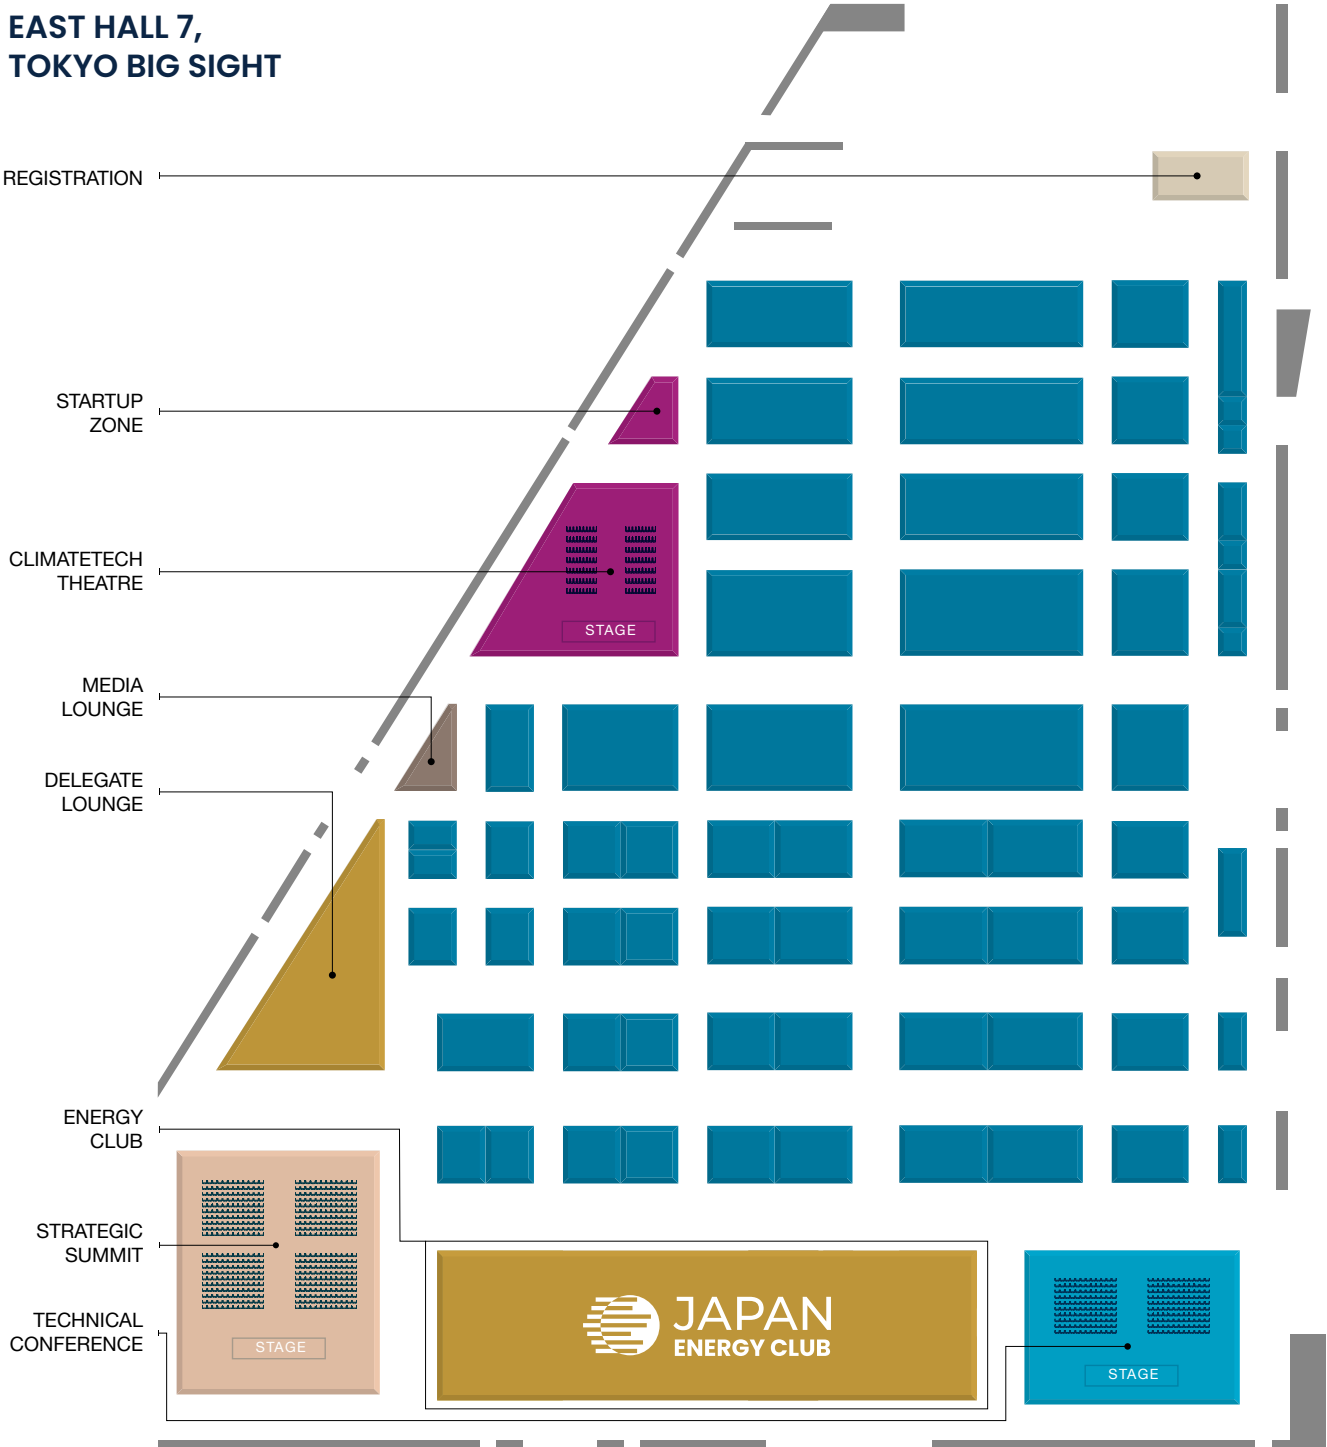 EAST HALL 7,
TOKYO BIG SIGHT
REGISTRATION
STARTUP
ZONE
CLIMATETECH
THEATRE
STAGE
MEDIA
LOUNGE
DELEGATE
LOUNGE
ENERGY
CLUB
STRATEGIC
SUMMIT
STAGE
TECHNICAL
CONFERENCE
JAPAN
ENERGY CLUB
STAGE